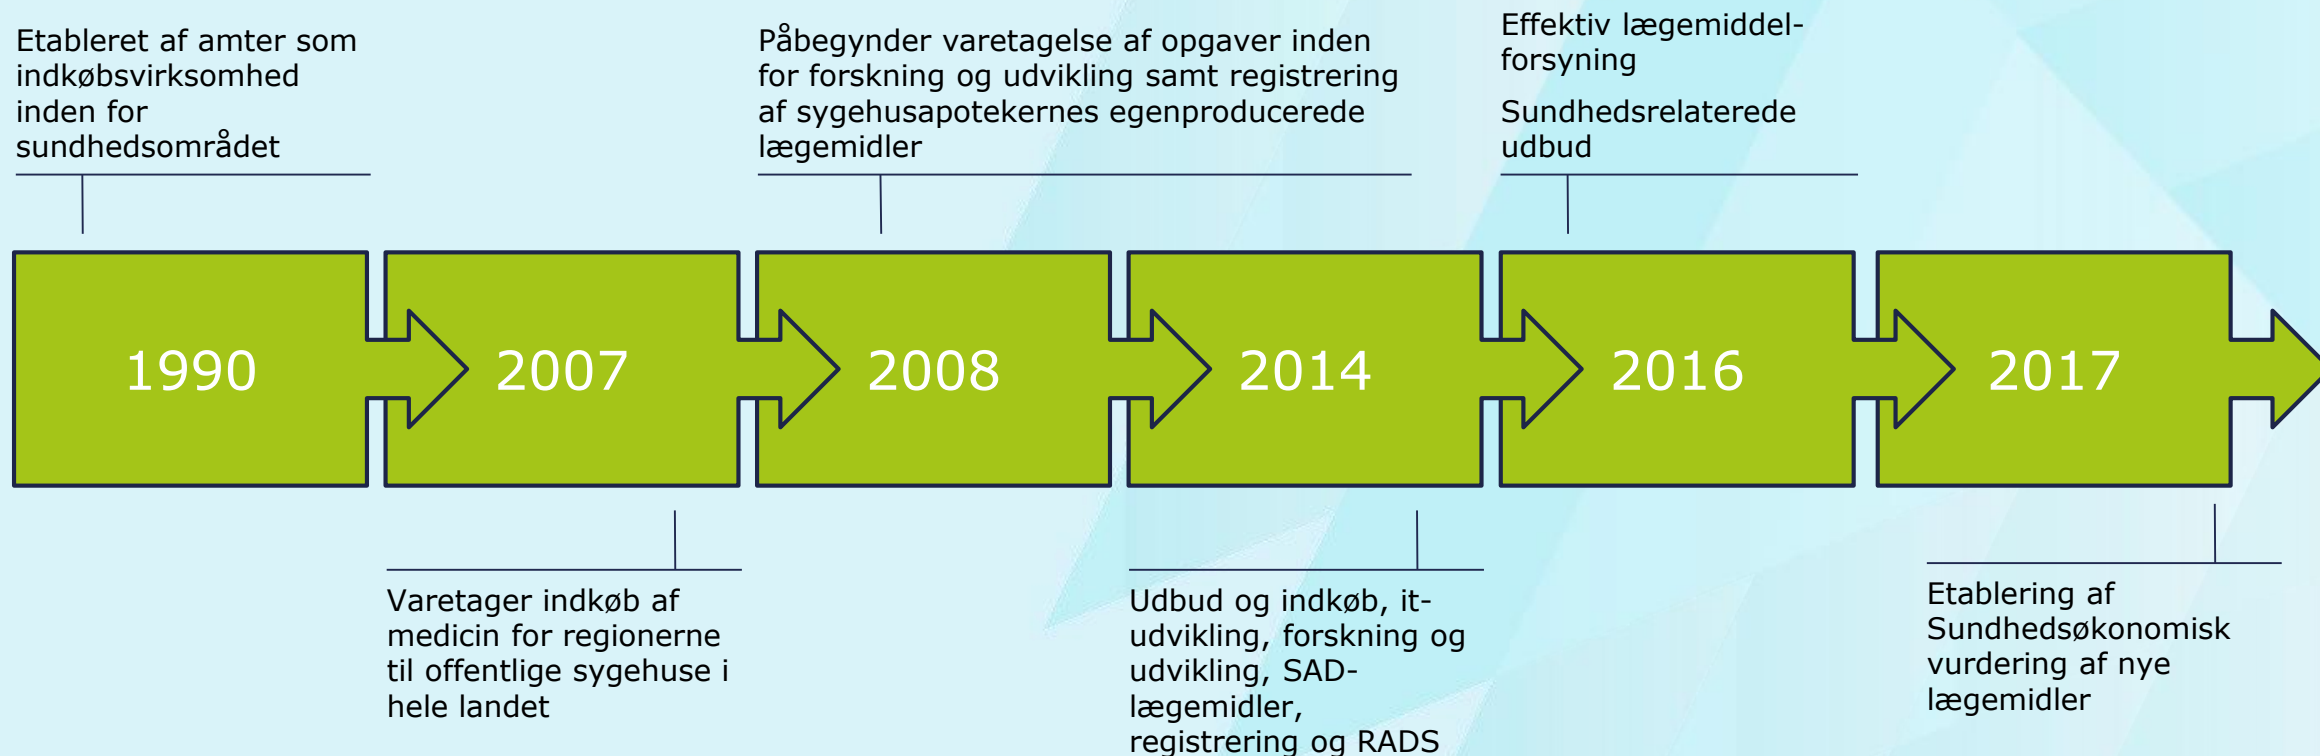 Etableret af amter som
indkøbsvirksomhed
inden for
sundhedsområdet
Påbegynder varetagelse af opgaver inden
for forskning og udvikling samt registrering
af sygehusapotekernes egenproducerede
lægemidler
Effektiv lægemiddel-
forsyning
Sundhedsrelaterede
udbud
1990
2007
2008
2014
2016
2017
Varetager indkøb af
medicin for regionerne
til offentlige sygehuse i
hele landet
Udbud og indkøb, it-
udvikling, forskning og
udvikling, SAD-
lægemidler,
registrering og RADS
Etablering af
Sundhedsøkonomisk
vurdering af nye
lægemidler